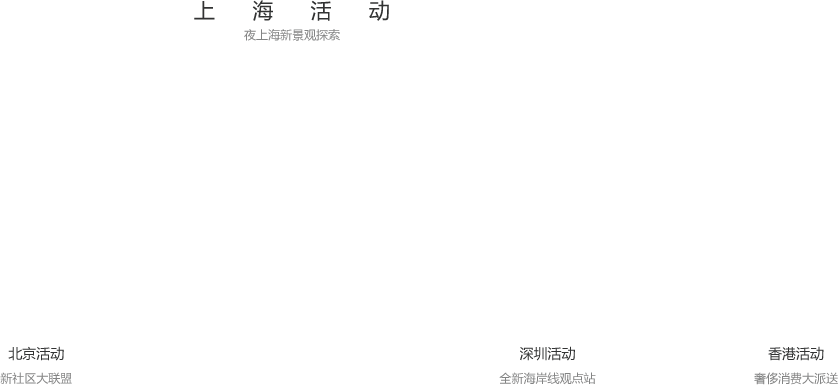 上海活动
夜上海新景观探索
北京活动
新社区大联盟
深圳活动
全新海岸线观点站
香港活动
奢侈消费大派送